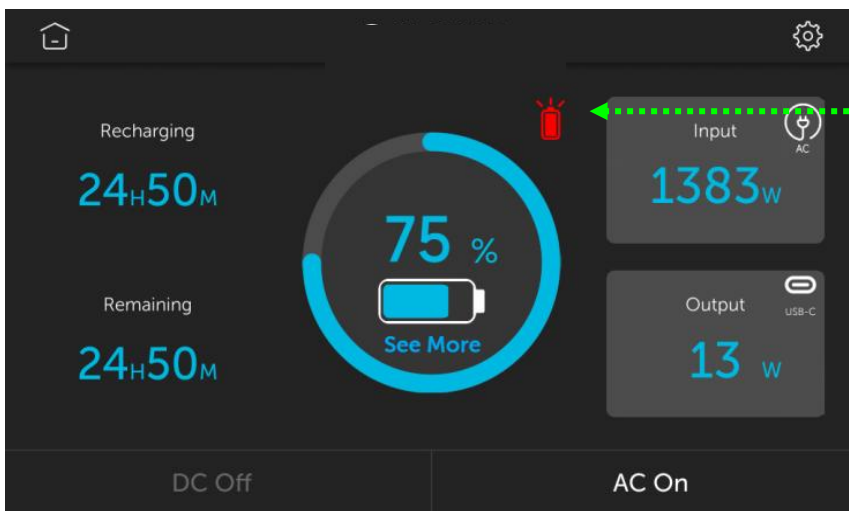 Recharging
24H50M
Remaining
24H50M
75 %
See More
Input
AC
1383W
Output
USB-C
13 W
DC Off
AC On